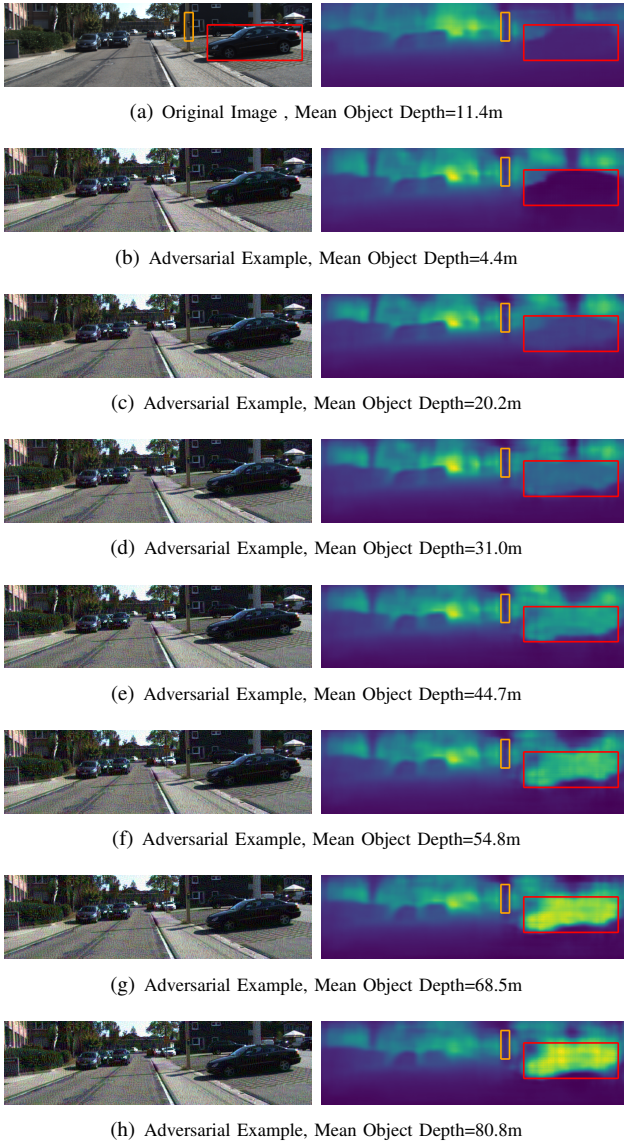 (a) Original Image , Mean Object Depth=11.4m
(b) Adversarial Example, Mean Object Depth=4.4m
(c) Adversarial Example, Mean Object Depth=20.2m
(d) Adversarial Example, Mean Object Depth=31.0m
(e) Adversarial Example, Mean Object Depth=44.7m
(f) Adversarial Example, Mean Object Depth=54.8m
(g) Adversarial Example, Mean Object Depth=68.5m
(h) Adversarial Example, Mean Object Depth=80.8m